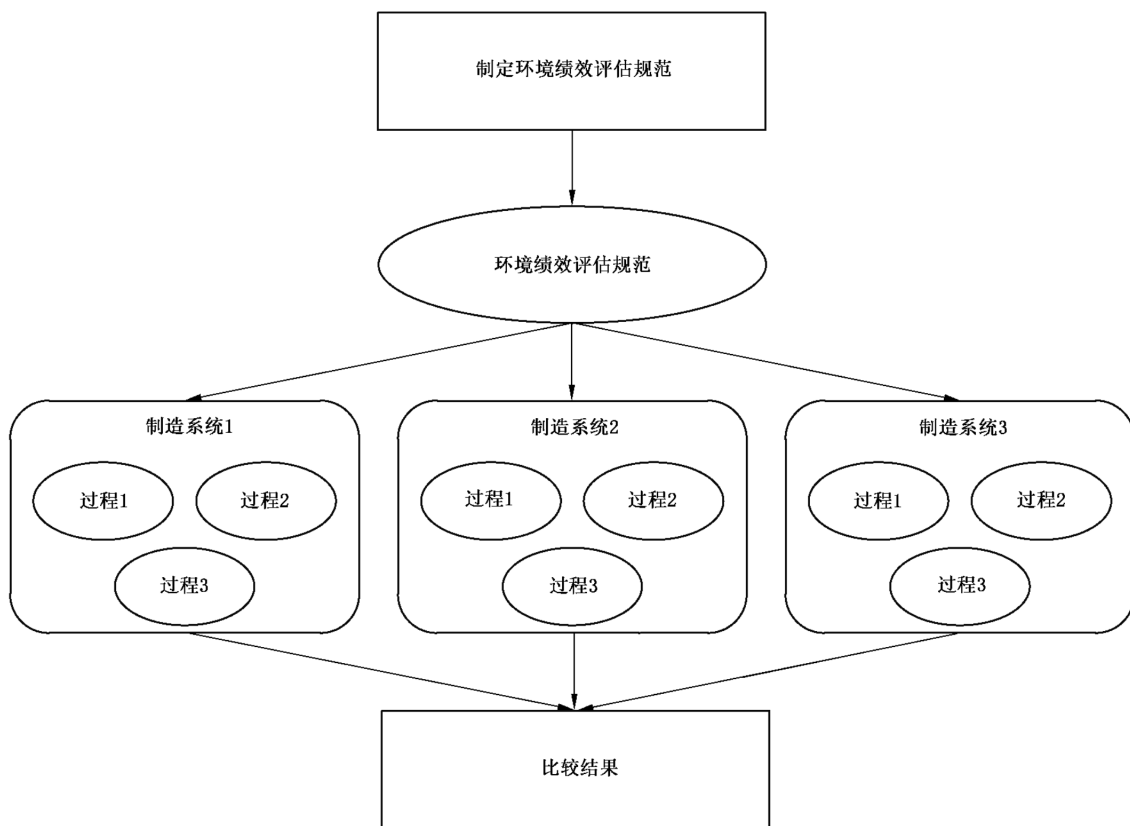 制定环境绩效评估规范
环境绩效评估规范
制造系统1
过程1
过程2
过程3
制造系统2
过程1
过程2
过程3
制造系统3
过程1
过程2
过程3
比较结果